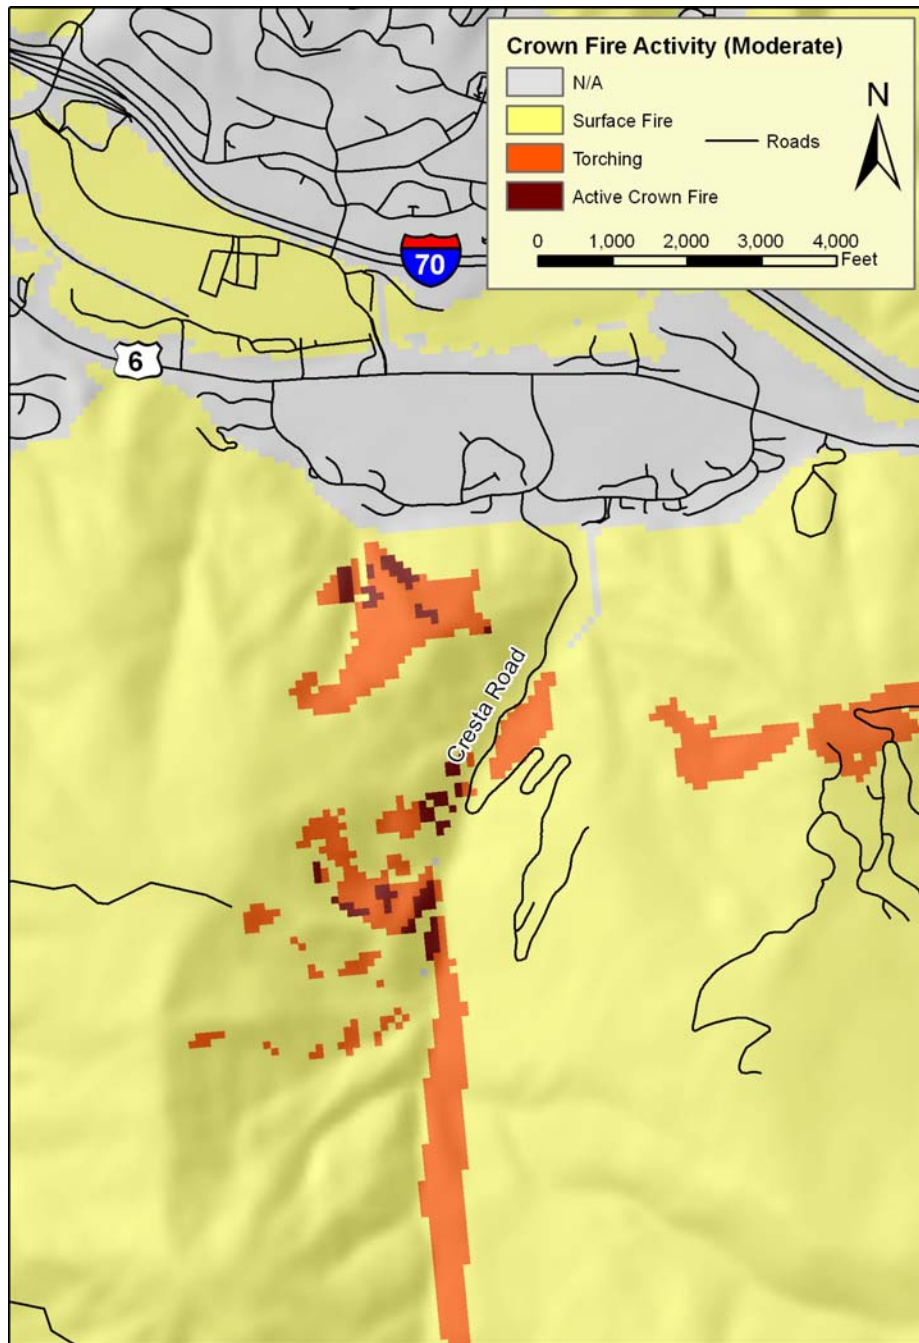 Crown Fire Activity (Moderate)
N/A
Surface Fire
Torching
Active Crown Fire
Roads
N
0 1,000 2,000 3,000 4,000
Feet
70
6
Cresta Road